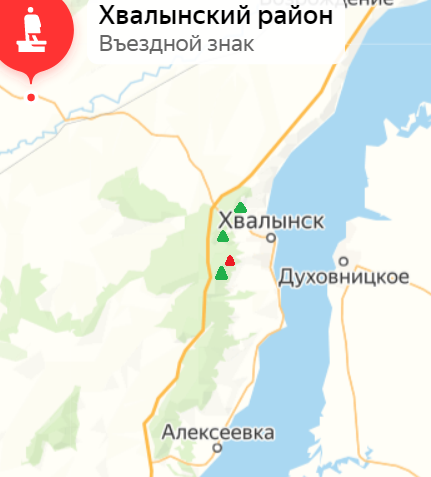 Хвалынский район
Въездной знак
Хвалынск
Духовницкое
Алексеевка